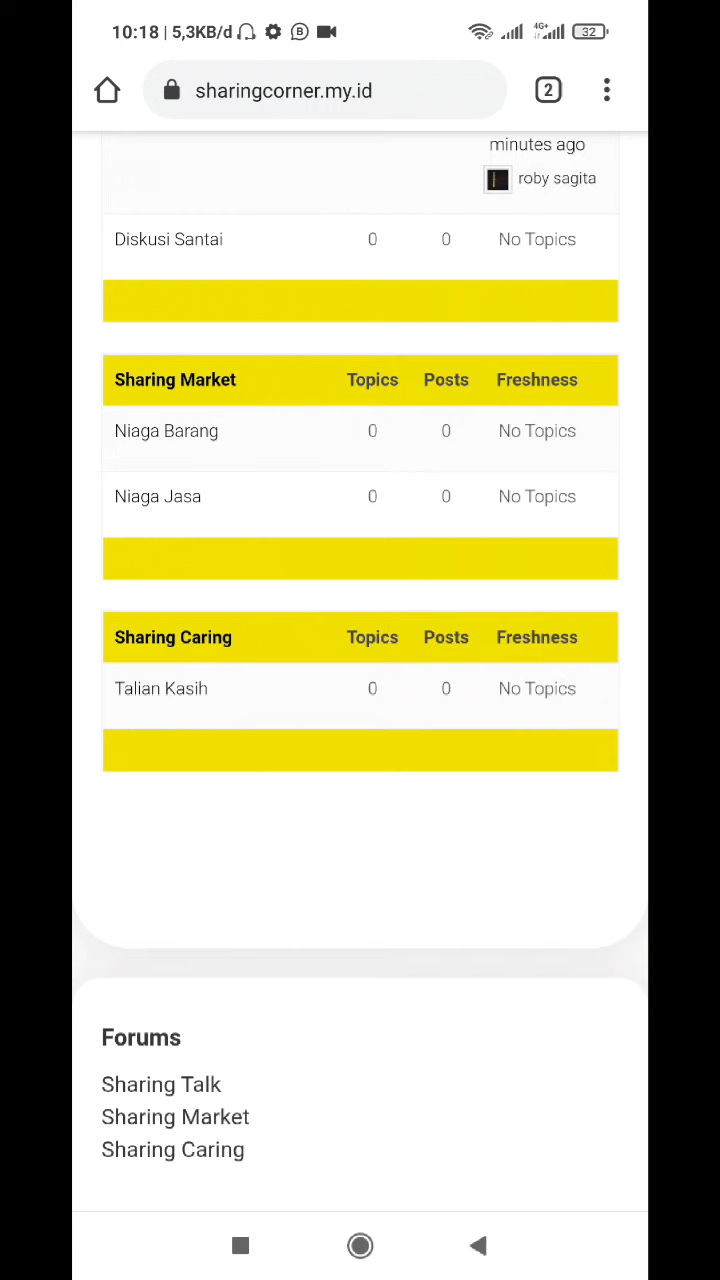 10:18 | 5,3KB/d
4G+
32
sharingcorner.my.id
2
minutes ago
roby sagita
Diskusi Santai 0 0 No Topics
Sharing Market Topics Posts Freshness
Niaga Barang 0 0 No Topics
Niaga Jasa 0 0 No Topics
Sharing Caring Topics Posts Freshness
Talian Kasih 0 0 No Topics
Forums
Sharing Talk
Sharing Market
Sharing Caring